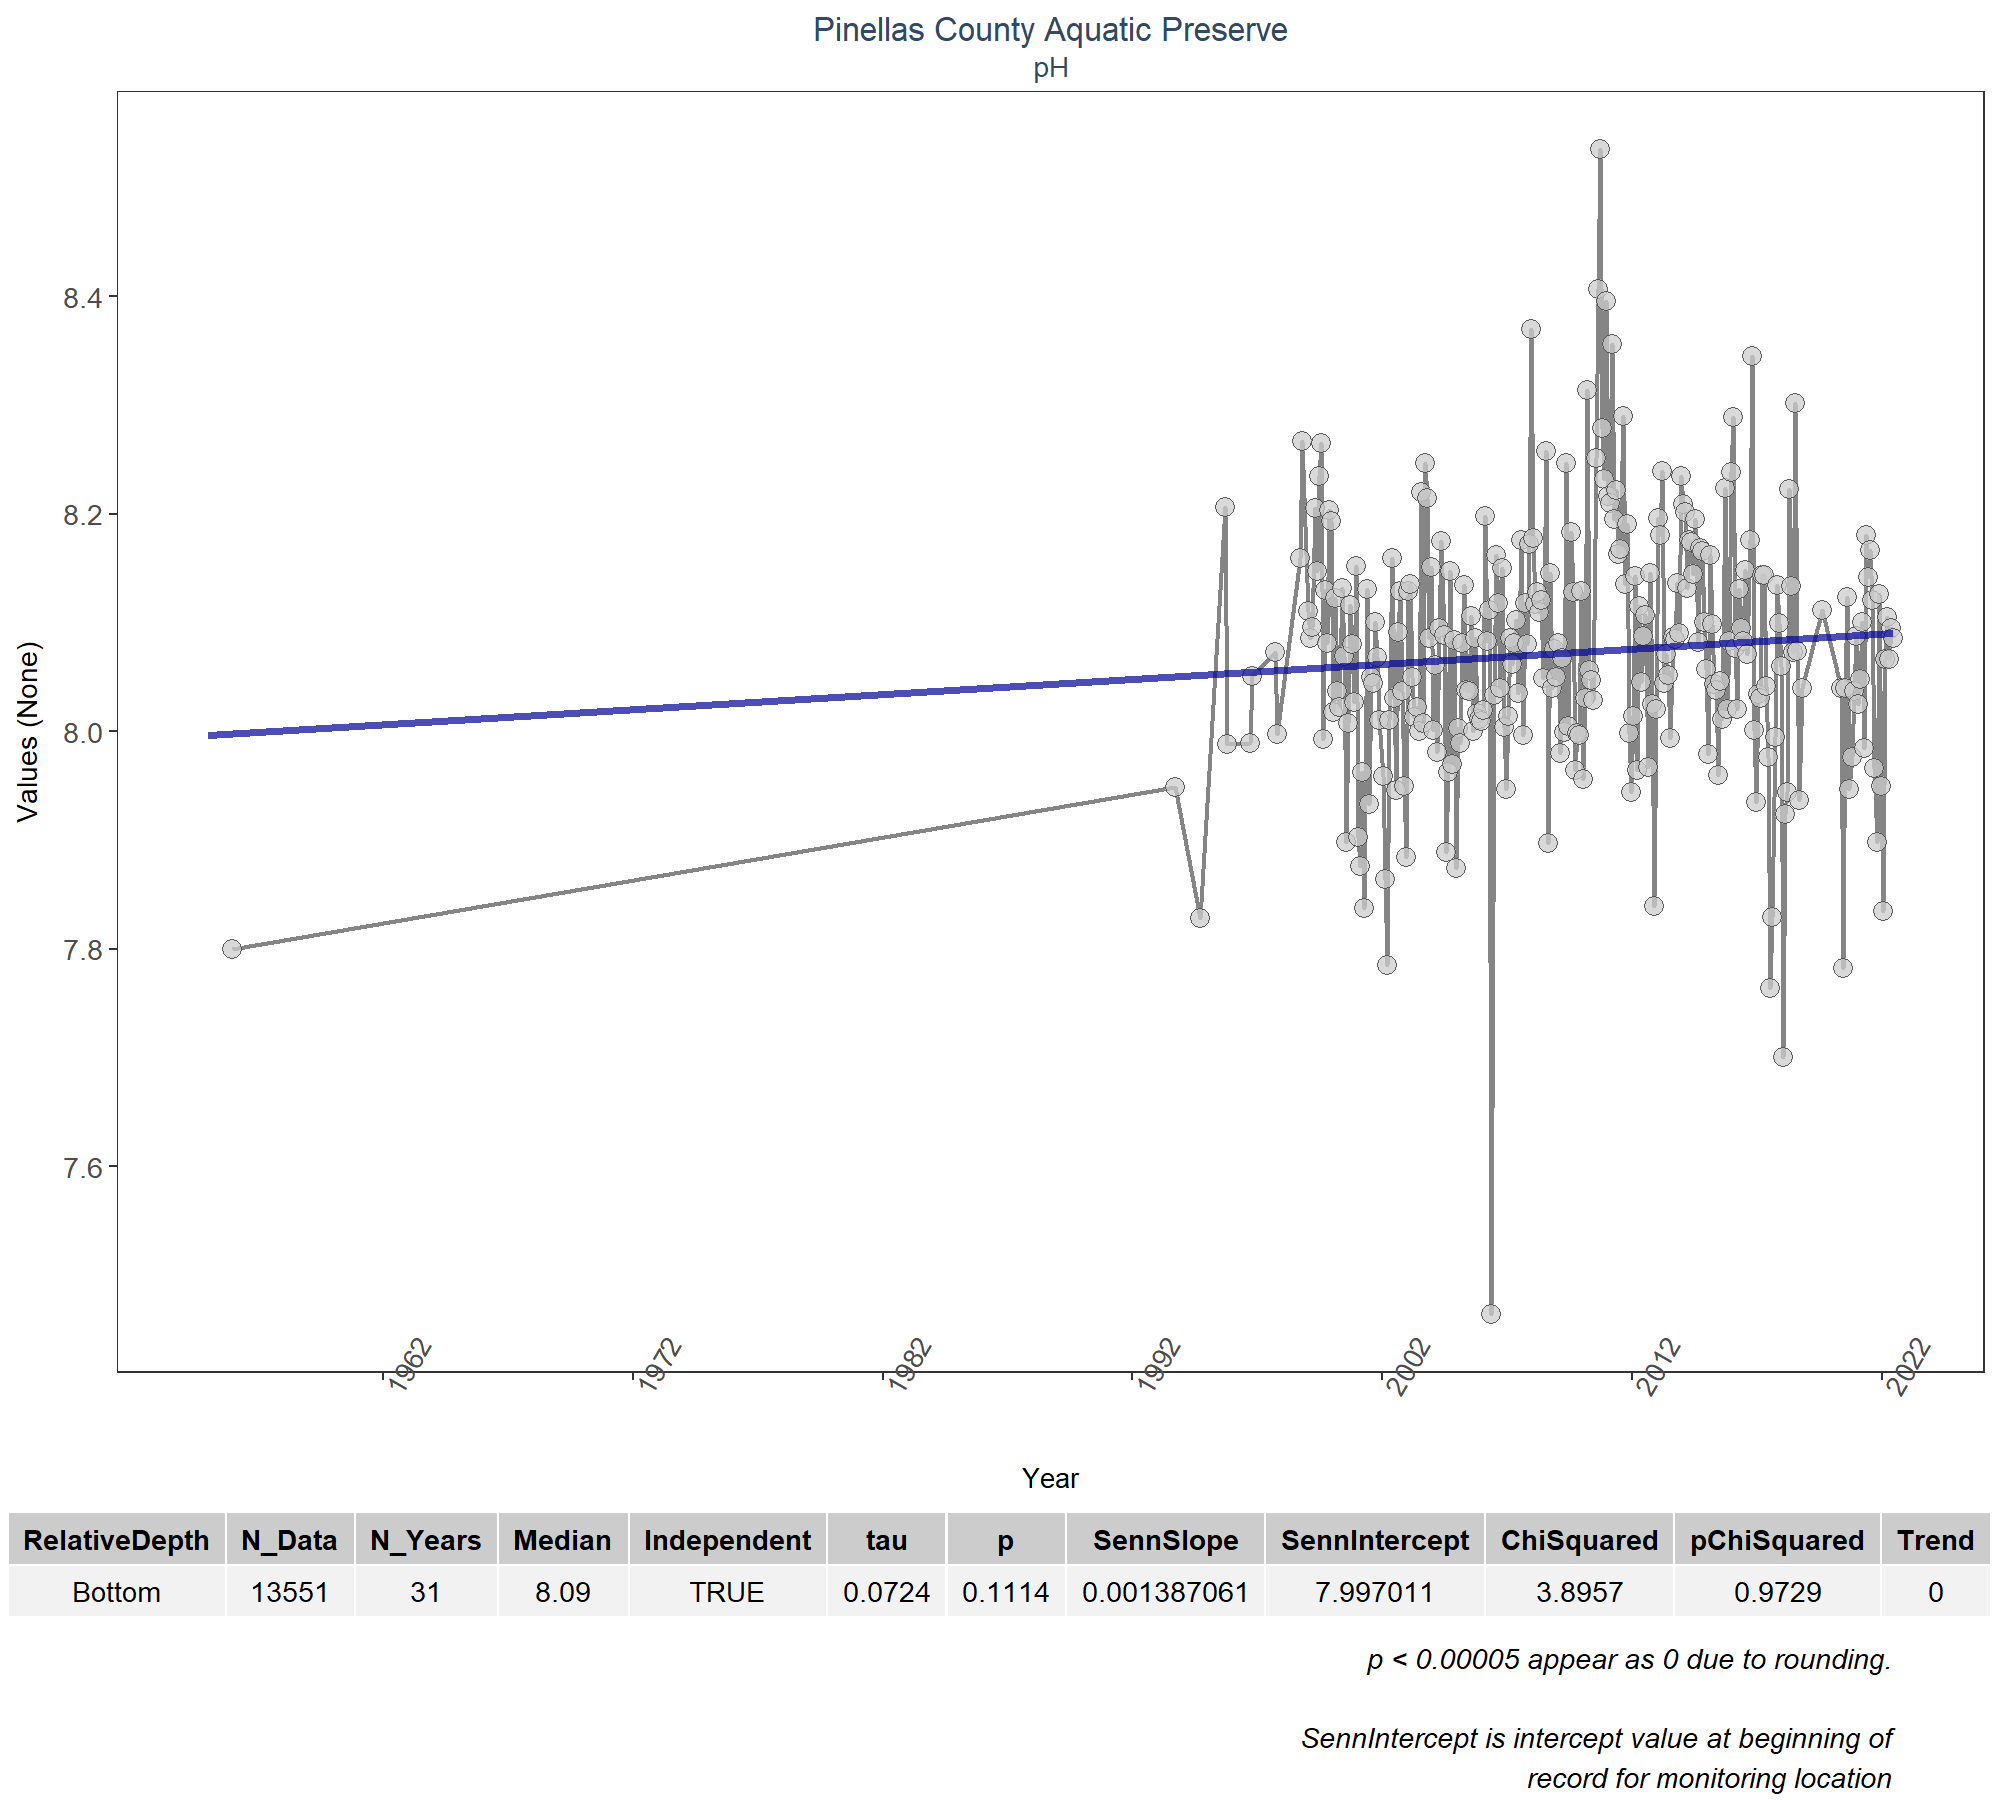 Pinellas County Aquatic Preserve
pH
Values (None)
8.4
8.2
8.0
7.8
7.6
1962
1972
1982
1992
2002
2012
2022
Year
RelativeDepth N_Data N_Years Median Independent tau p SennSlope SennIntercept ChiSquared pChiSquared Trend
Bottom 13551 31 8.09 TRUE 0.0724 0.1114 0.001387061 7.997011 3.8957 0.9729 0
p < 0.00005 appear as 0 due to rounding.
SennIntercept is intercept value at beginning of
record for monitoring location